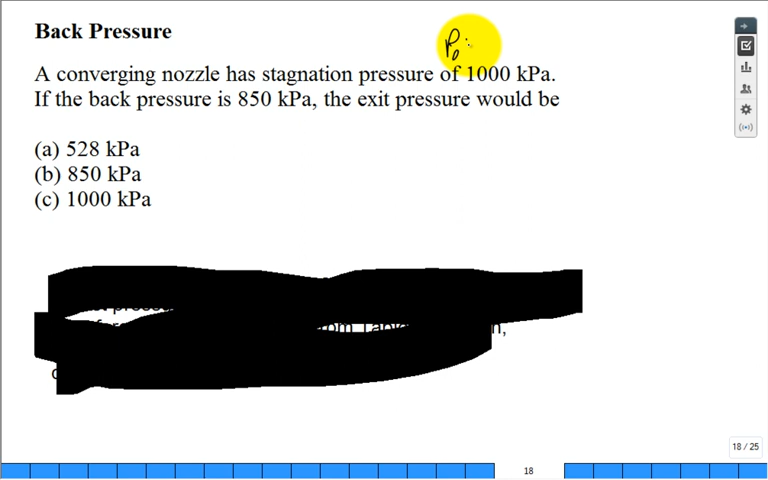 Back Pressure
P₀ :
A converging nozzle has stagnation pressure of 1000 kPa.
If the back pressure is 850 kPa, the exit pressure would be
(a) 528 kPa
(b) 850 kPa
(c) 1000 kPa
18 / 25
18